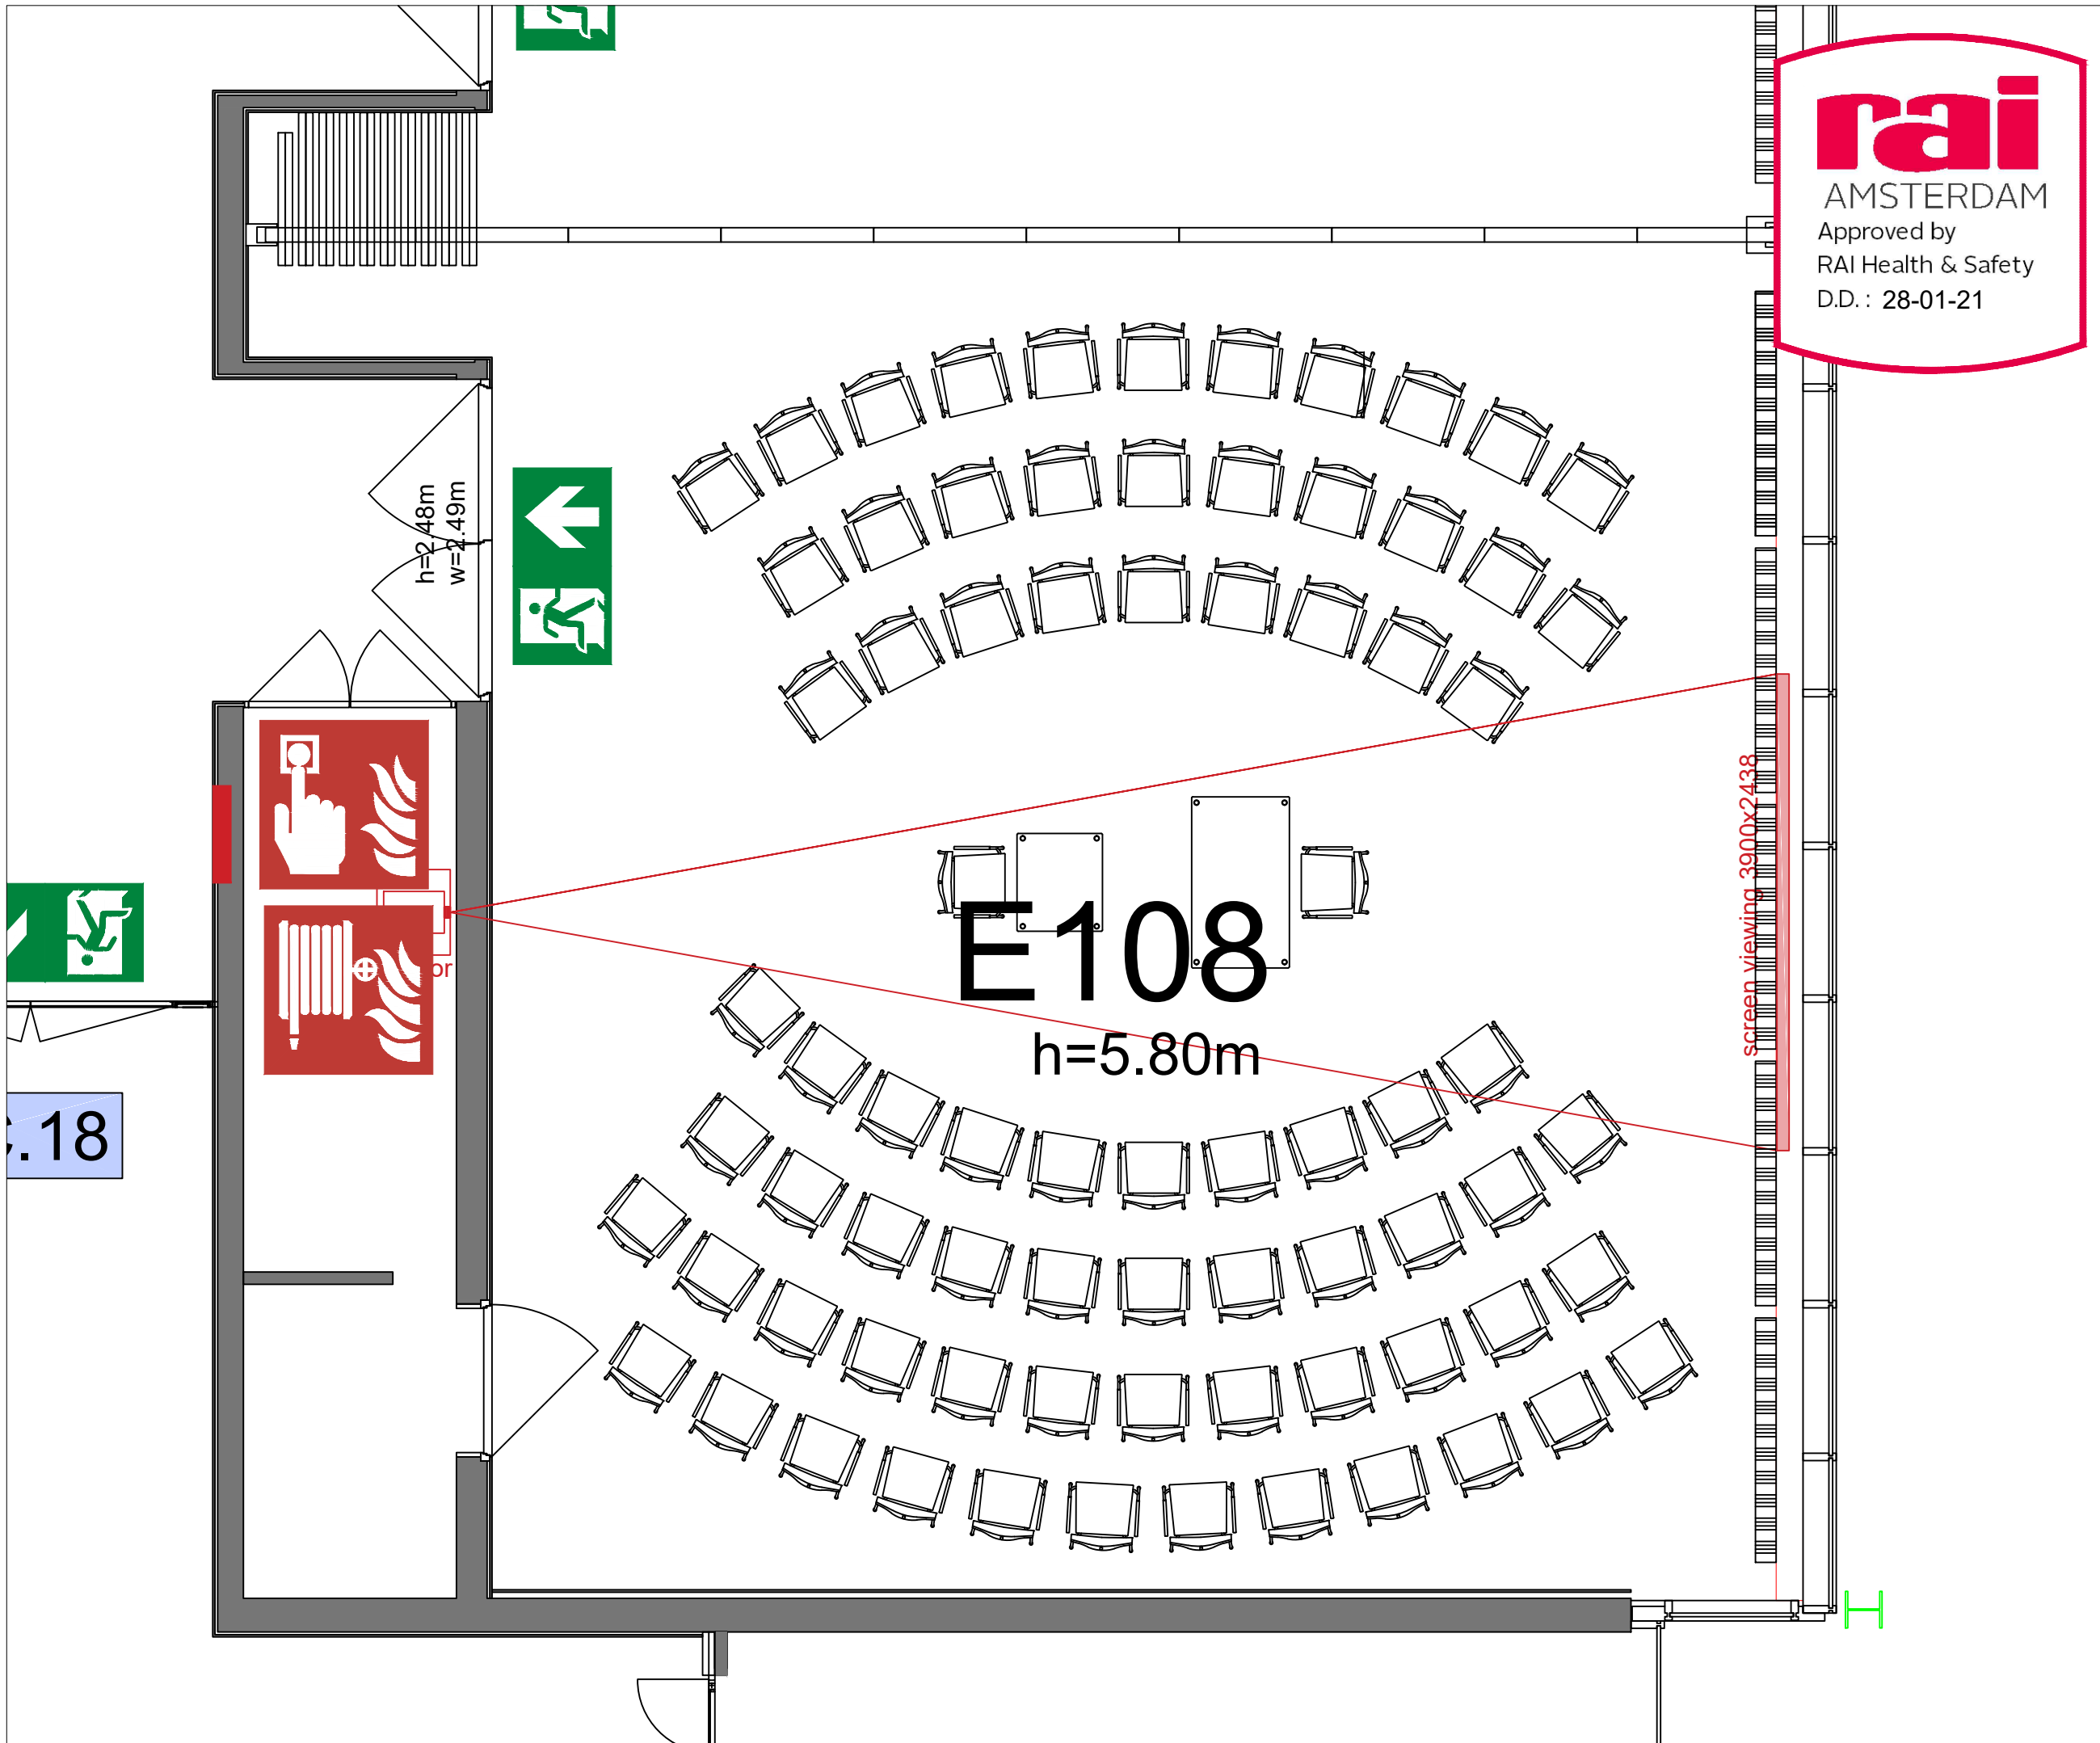 rai
AMSTERDAM
Approved by
RAI Health & Safety
D.D.: 28-01-21
h=2.48m
w=2.49m
screen viewing 3900x2438
E108
h=5.80m
or
.18
H